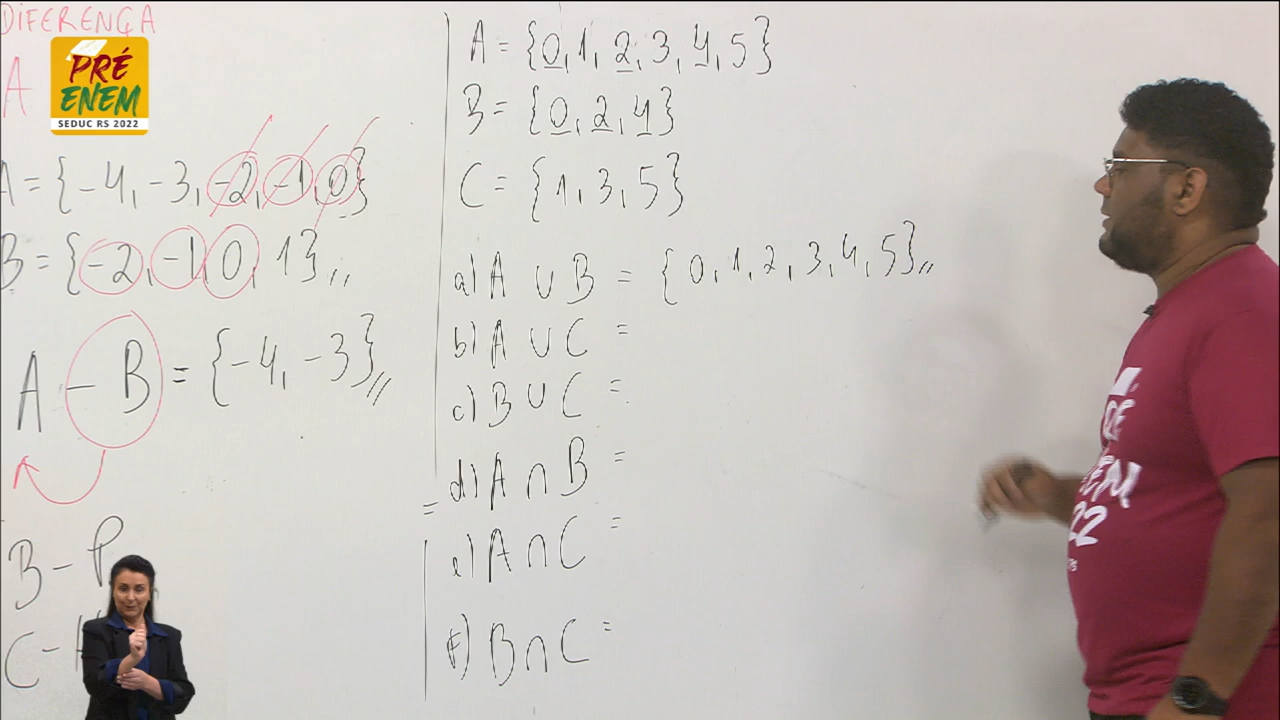 DIFERENÇA
A
PRÉ
ENEM
SEDUC RS 2022
A = {-4, -3, -2, -1, 0}
B = {-2, -1, 0, 1}
A - B = {-4, -3}
B -
C -
A = {0, 1, 2, 3, 4, 5}
B = {0, 2, 4}
C = {1, 3, 5}
a) A ∪ B = {0, 1, 2, 3, 4, 5}
b) A ∪ C =
c) B ∪ C =
d) A ∩ B =
e) A ∩ C =
f) B ∩ C =